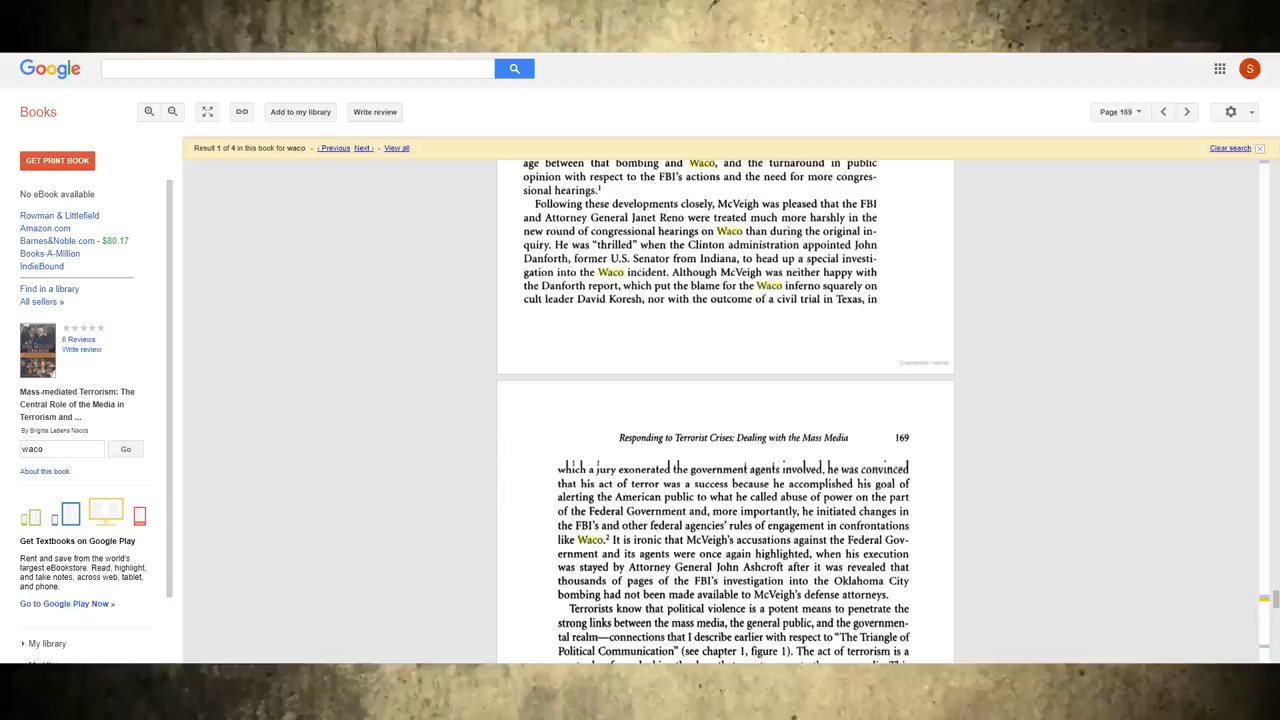 Google
S
Books
Add to my library
Write review
Page 169
Result 1 of 4 in this book for waco - ‹ Previous Next › - View all
Clear search
GET PRINT BOOK
No eBook available
Rowman & Littlefield
Amazon.com
Barnes&Noble.com - $80.17
Books-A-Million
IndieBound
Find in a library
All sellers »
0 Reviews
Write review
Mass-mediated Terrorism: The
Central Role of the Media in
Terrorism and ...
By Brigitte Lebens Nacos
waco
Go
About this book
Get Textbooks on Google Play
Rent and save from the world's
largest eBookstore. Read, highlight,
and take notes, across web, tablet,
and phone.
Go to Google Play Now »
My library
age between that bombing and Waco, and the turnaround in public
opinion with respect to the FBI's actions and the need for more congres-
sional hearings.1
Following these developments closely, McVeigh was pleased that the FBI
and Attorney General Janet Reno were treated much more harshly in the
new round of congressional hearings on Waco than during the original in-
quiry. He was "thrilled" when the Clinton administration appointed John
Danforth, former U.S. Senator from Indiana, to head up a special investi-
gation into the Waco incident. Although McVeigh was neither happy with
the Danforth report, which put the blame for the Waco inferno squarely on
cult leader David Koresh, nor with the outcome of a civil trial in Texas, in
Copyrighted material
Responding to Terrorist Crises: Dealing with the Mass Media 169
which a jury exonerated the government agents involved, he was convinced
that his act of terror was a success because he accomplished his goal of
alerting the American public to what he called abuse of power on the part
of the Federal Government and, more importantly, he initiated changes in
the FBI's and other federal agencies' rules of engagement in confrontations
like Waco.2 It is ironic that McVeigh's accusations against the Federal Gov-
ernment and its agents were once again highlighted, when his execution
was stayed by Attorney General John Ashcroft after it was revealed that
thousands of pages of the FBI's investigation into the Oklahoma City
bombing had not been made available to McVeigh's defense attorneys.
Terrorists know that political violence is a potent means to penetrate the
strong links between the mass media, the general public, and the governmen-
tal realm—connections that I describe earlier with respect to "The Triangle of
Political Communication" (see chapter 1, figure 1). The act of terrorism is a